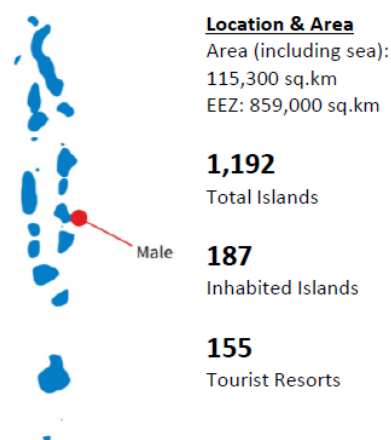 Location & Area
Area (including sea):
115,300 sq.km
EEZ: 859,000 sq.km
1,192
Total Islands
Male
187
Inhabited Islands
155
Tourist Resorts